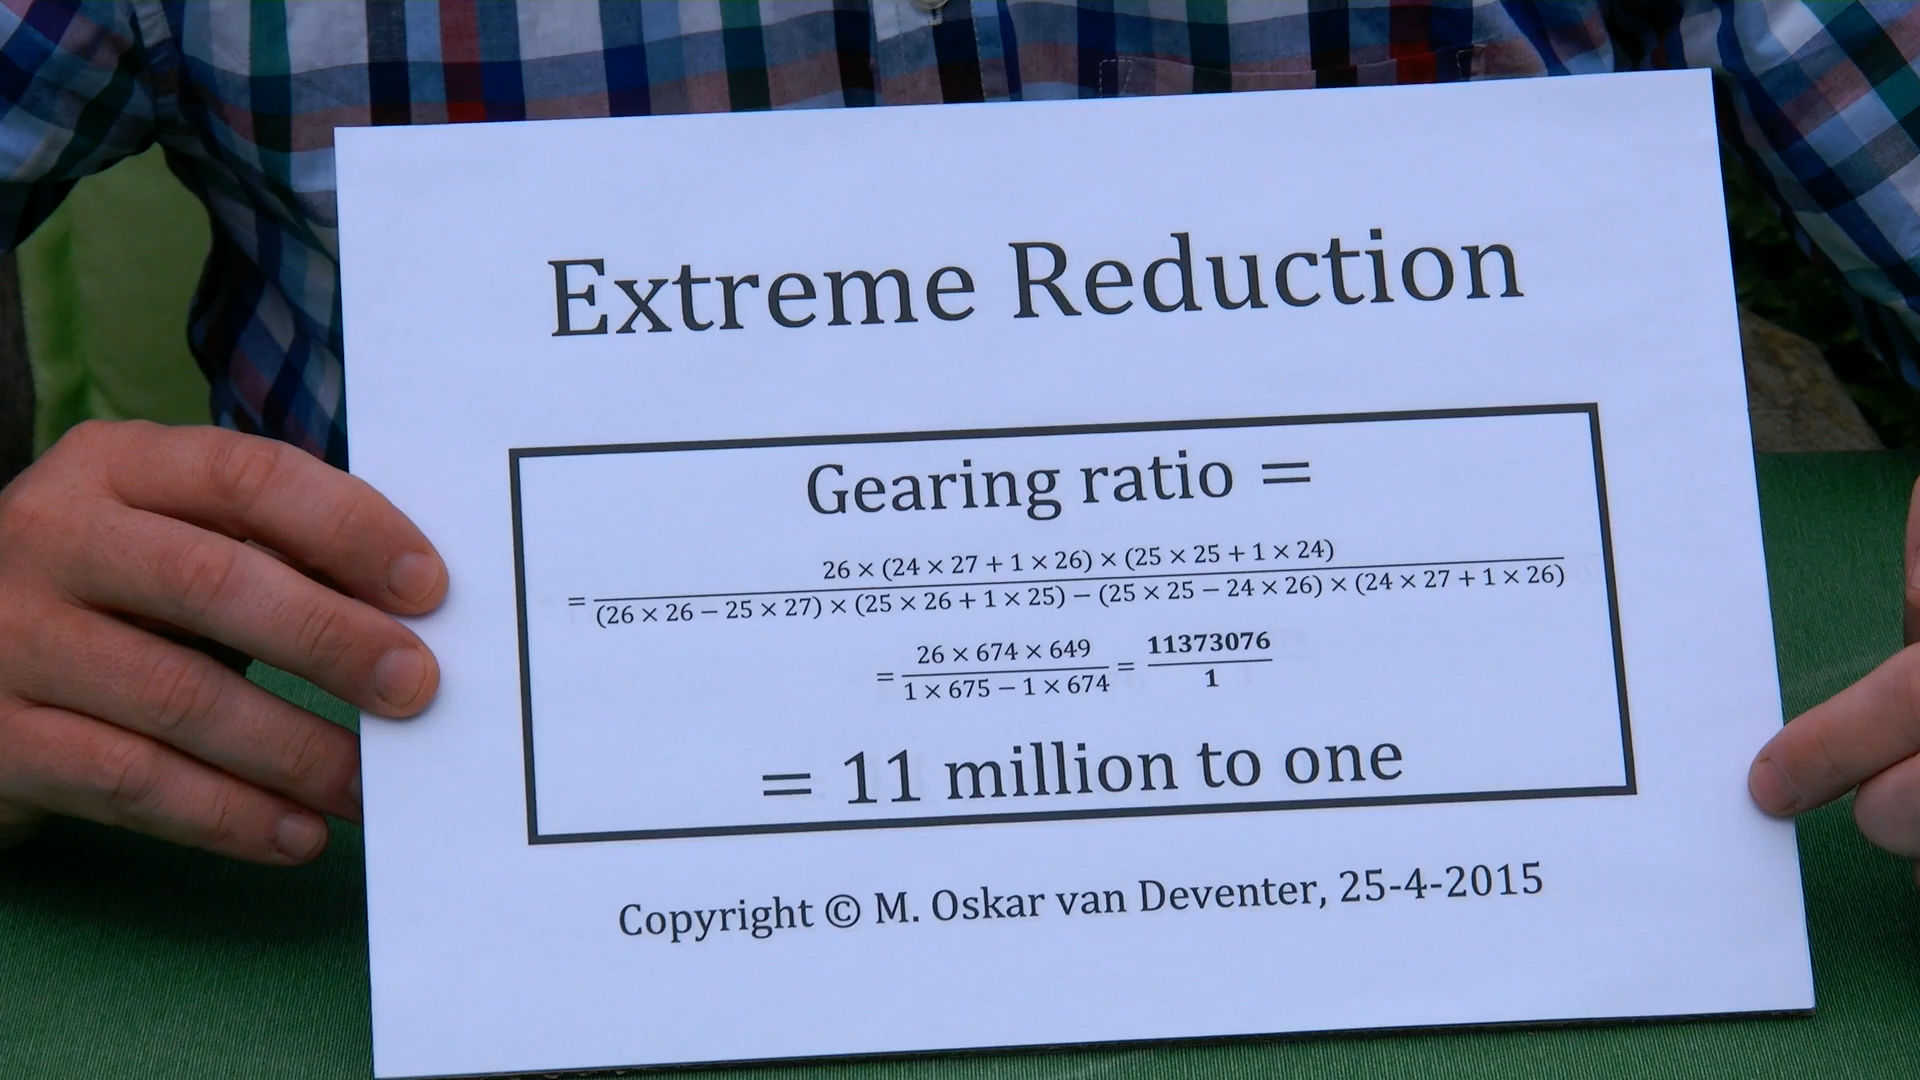 Extreme Reduction
Gearing ratio =
= 26 × (24 × 27 + 1 × 26) × (25 × 25 + 1 × 24)
(26 × 26 − 25 × 27) × (25 × 26 + 1 × 25) − (25 × 25 − 24 × 26) × (24 × 27 + 1 × 26)
= 26 × 674 × 649 / 1 × 675 − 1 × 674 = 11373076 / 1
= 11 million to one
Copyright © M. Oskar van Deventer, 25-4-2015